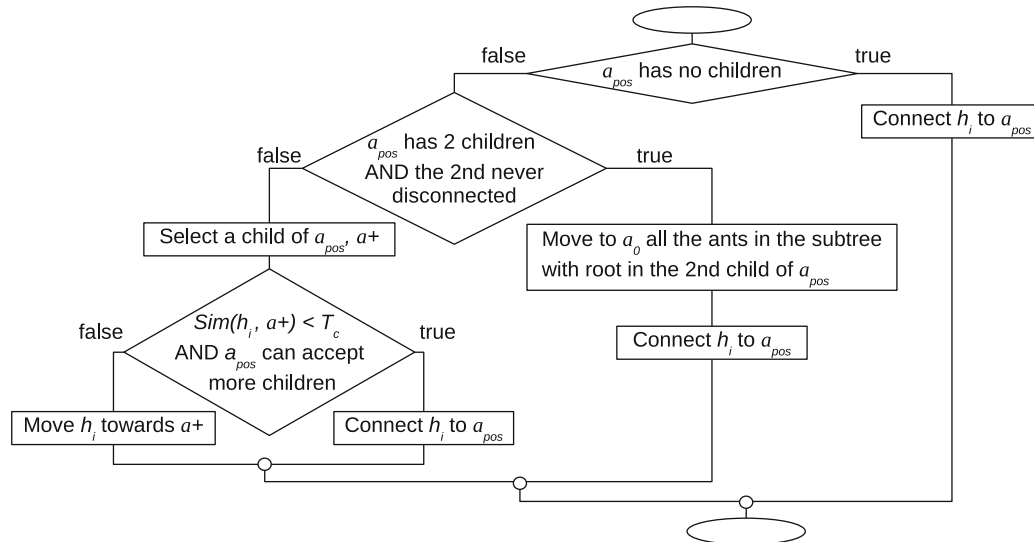 false
true
a_pos has no children
Connect h_i to a_pos
a_pos has 2 children
AND the 2nd never
disconnected
false
true
Select a child of a_pos, a+
Move to a_0 all the ants in the subtree
with root in the 2nd child of a_pos
Sim(h_i, a+) < T_c
AND a_pos can accept
more children
false
true
Connect h_i to a_pos
Move h_i towards a+
Connect h_i to a_pos